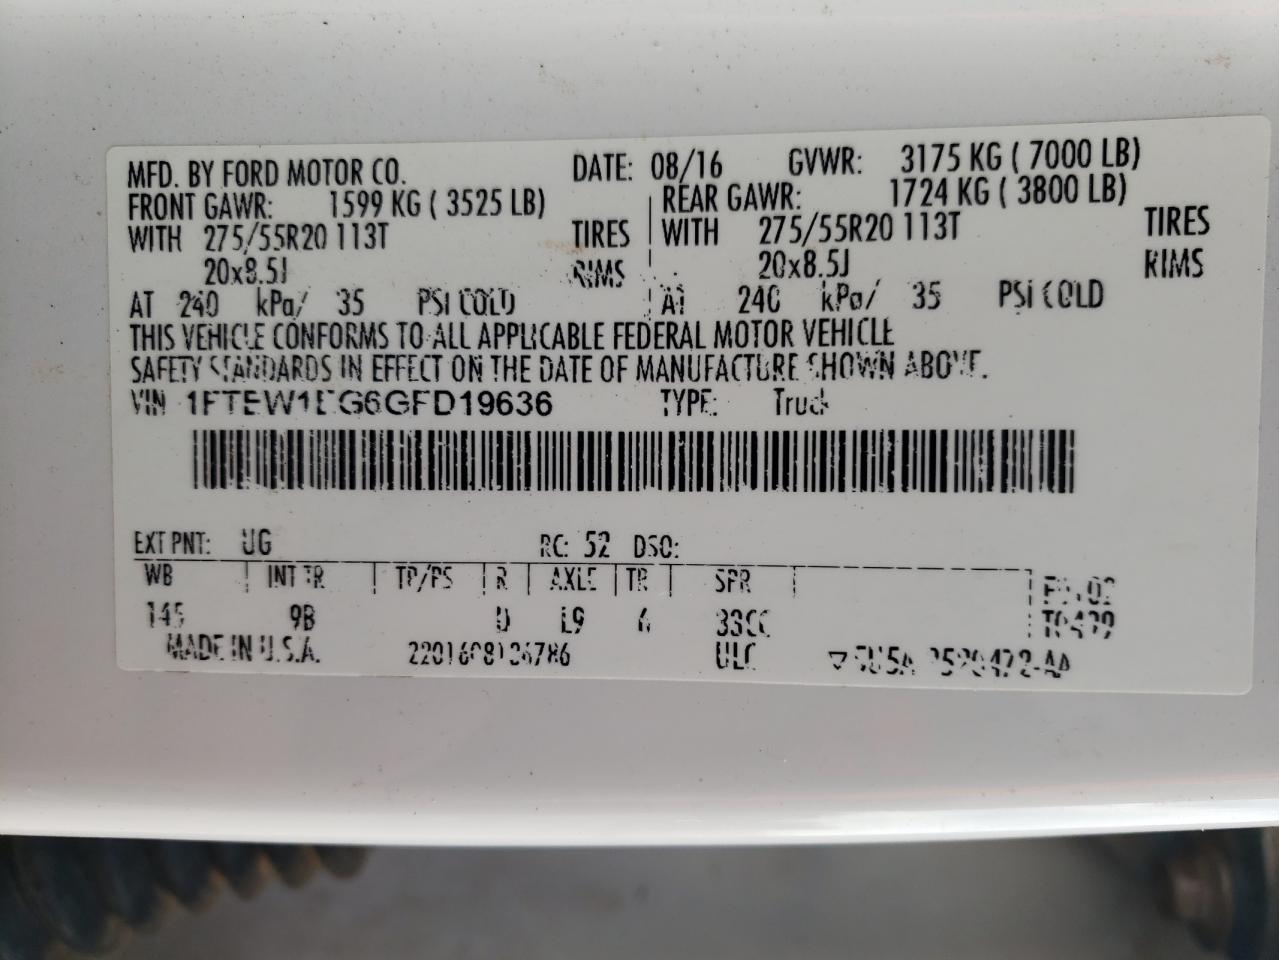 MFD. BY FORD MOTOR CO. DATE: 08/16 GVWR: 3175 KG ( 7000 LB)
FRONT GAWR: 1599 KG ( 3525 LB) REAR GAWR: 1724 KG ( 3800 LB)
WITH 275/55R20 113T TIRES WITH 275/55R20 113T TIRES
20x8.5J RIMS 20x8.5J RIMS
AT 240 kPa/ 35 PSI COLD AT 240 kPa/ 35 PSI COLD
THIS VEHICLE CONFORMS TO ALL APPLICABLE FEDERAL MOTOR VEHICLE
SAFETY STANDARDS IN EFFECT ON THE DATE OF MANUFACTURE SHOWN ABOVE.
VIN 1FTEW1EG6GFD19636 TYPE: Truck
EXT PNT: UG RC: 52 DSO:
WB INT TR TP/PS R AXLE TR SPR
145 9B D L9 6 33CC
MADE IN U.S.A. ULC